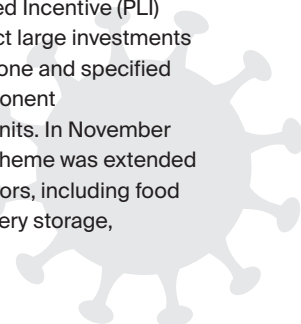 ed Incentive (PLI)
ct large investments
one and specified
onent
nits. In November
cheme was extended
ors, including food
ery storage,